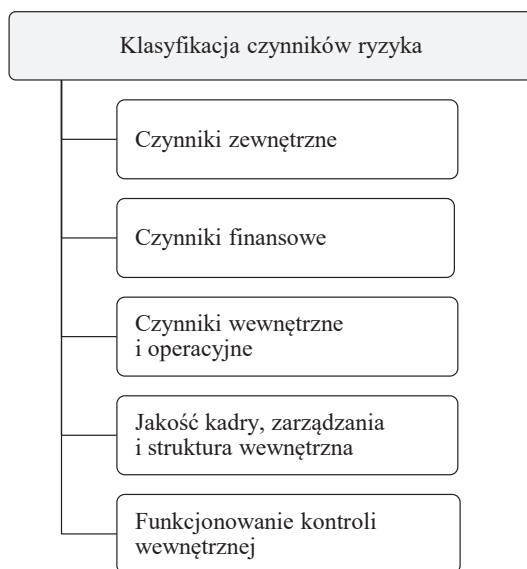 Klasyfikacja czynników ryzyka
Czynniki zewnętrzne
Czynniki finansowe
Czynniki wewnętrzne
i operacyjne
Jakość kadry, zarządzania
i struktura wewnętrzna
Funkcjonowanie kontroli
wewnętrznej